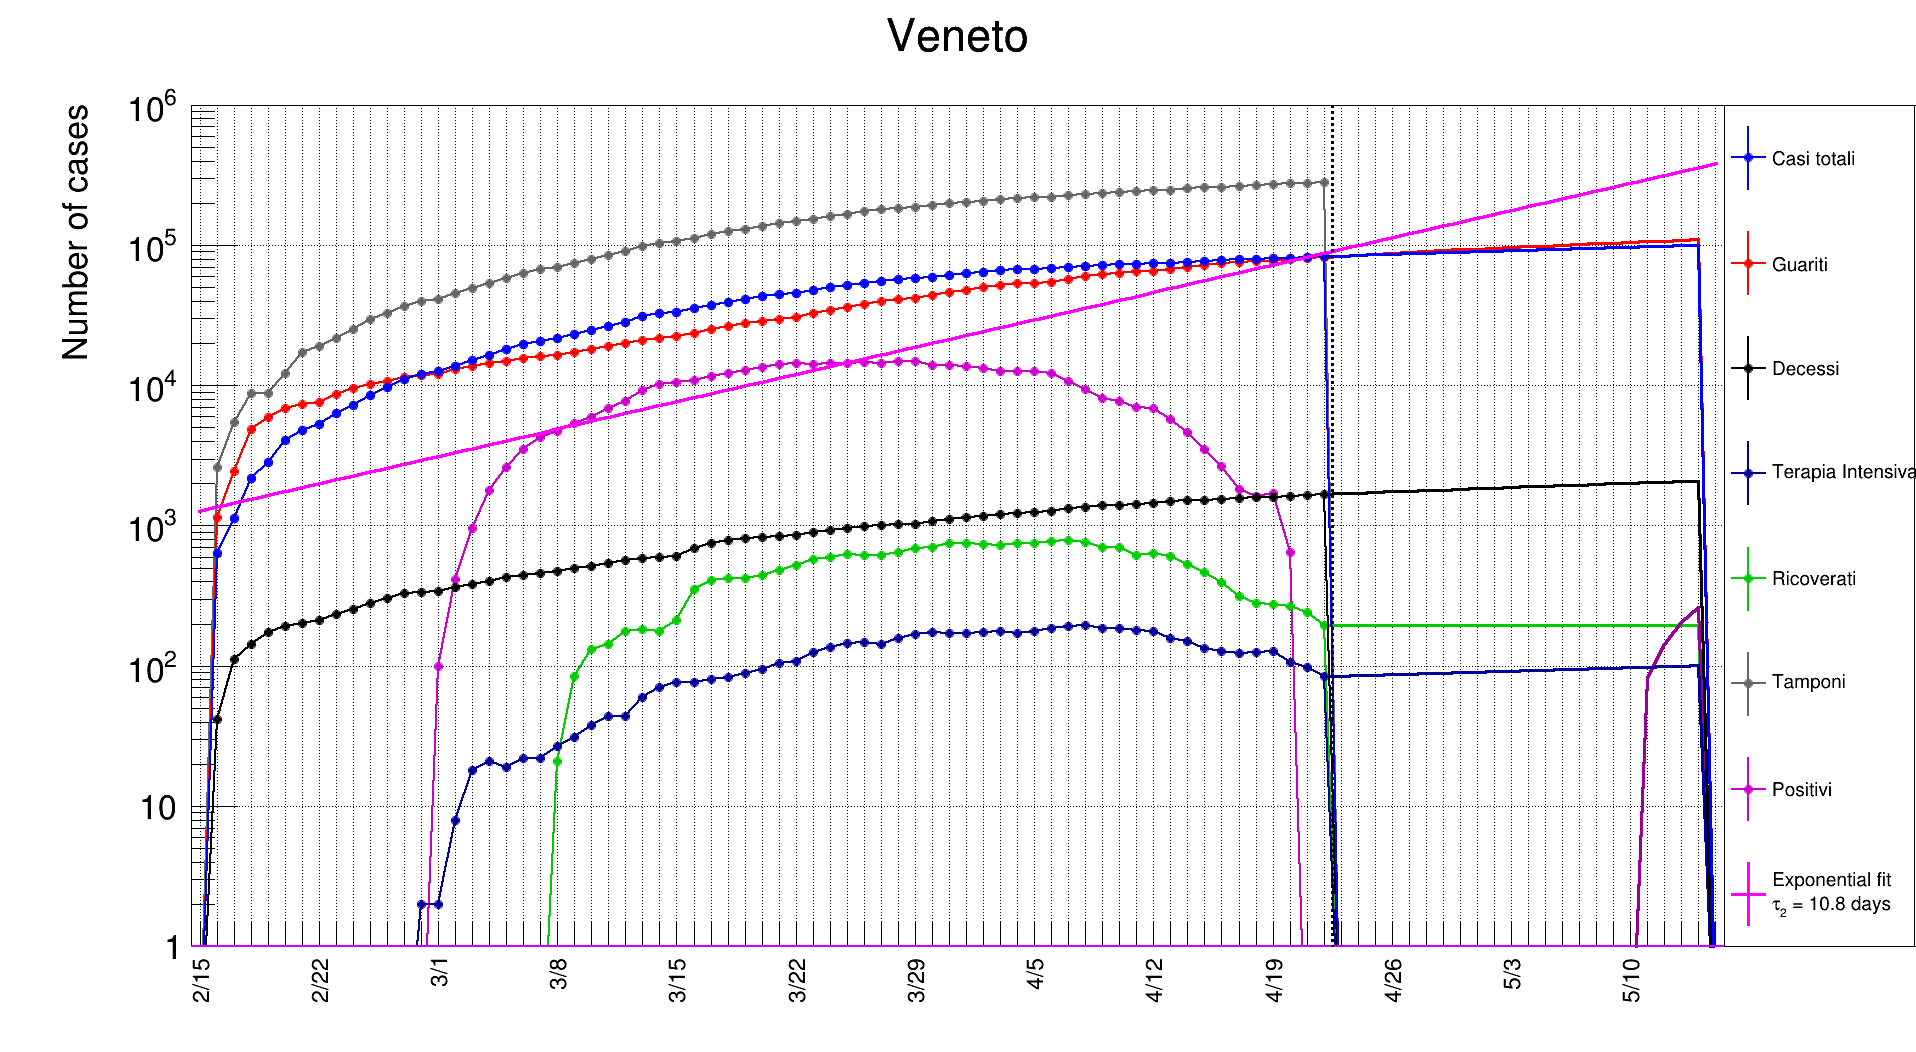 Veneto
Number of cases
10^6
10^5
10^4
10^3
10^2
10
1
2/15 2/22 3/1 3/8 3/15 3/22 3/29 4/5 4/12 4/19 4/26 5/3 5/10
Casi totali
Guariti
Decessi
Terapia Intensiva
Ricoverati
Tamponi
Positivi
Exponential fit
τ₂ = 10.8 days